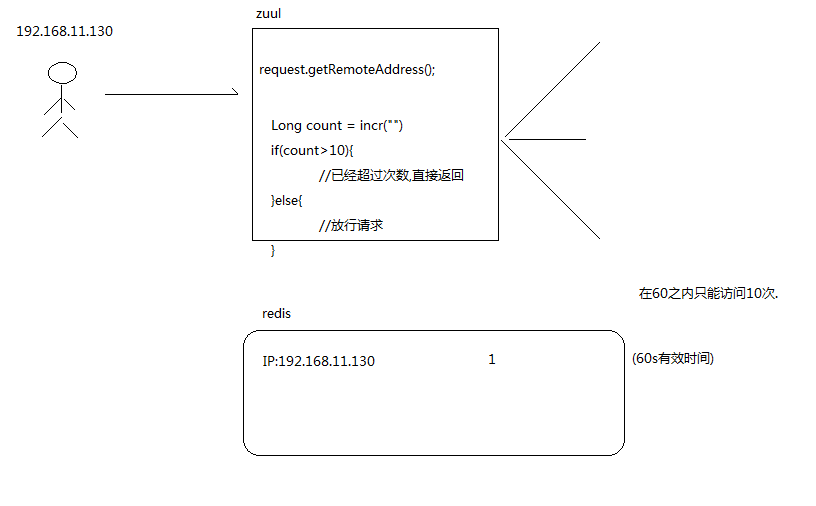 zuul
192.168.11.130
request.getRemoteAddress();
Long count = incr("")
if(count>10){
//已经超过次数,直接返回
}else{
//放行请求
}
在60之内只能访问10次.
redis
IP:192.168.11.130 1 (60s有效时间)